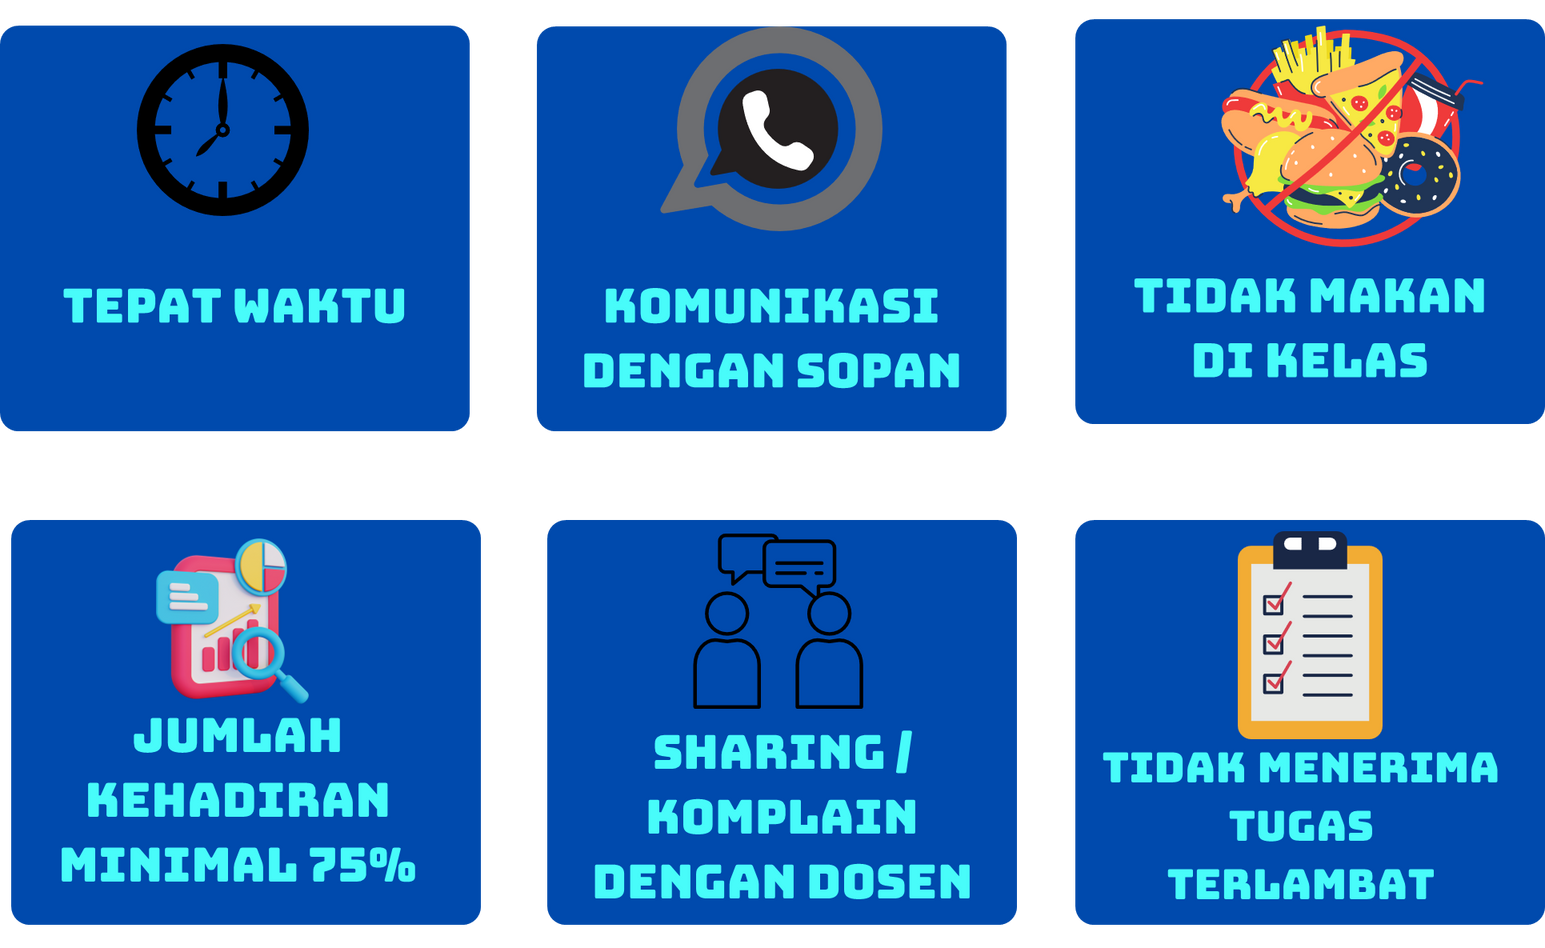 TEPAT WAKTU
KOMUNIKASI
DENGAN SOPAN
TIDAK MAKAN
DI KELAS
JUMLAH
KEHADIRAN
MINIMAL 75%
SHARING /
KOMPLAIN
DENGAN DOSEN
TIDAK MENERIMA
TUGAS
TERLAMBAT